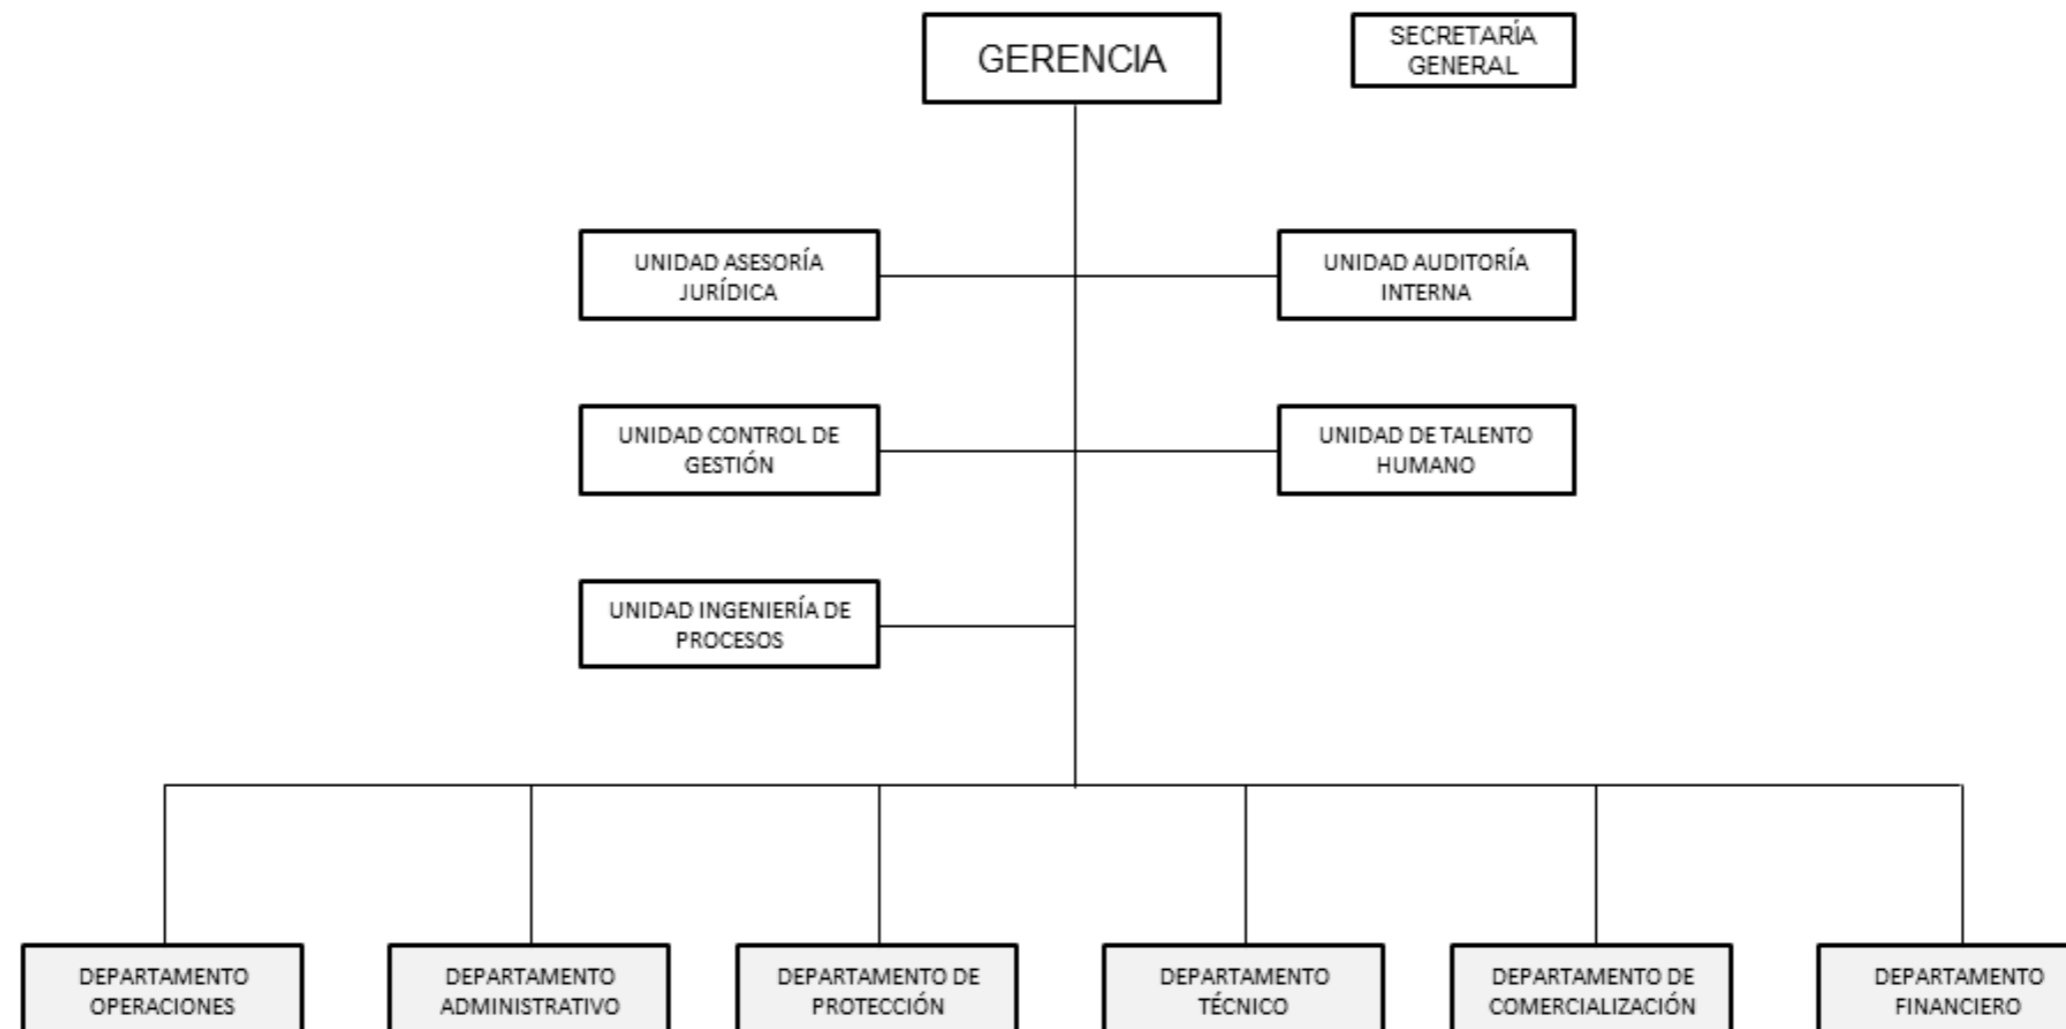 GERENCIA
SECRETARÍA
GENERAL
UNIDAD ASESORÍA
JURÍDICA
UNIDAD AUDITORÍA
INTERNA
UNIDAD CONTROL DE
GESTIÓN
UNIDAD DE TALENTO
HUMANO
UNIDAD INGENIERÍA DE
PROCESOS
DEPARTAMENTO
OPERACIONES
DEPARTAMENTO
ADMINISTRATIVO
DEPARTAMENTO DE
PROTECCIÓN
DEPARTAMENTO
TÉCNICO
DEPARTAMENTO DE
COMERCIALIZACIÓN
DEPARTAMENTO
FINANCIERO